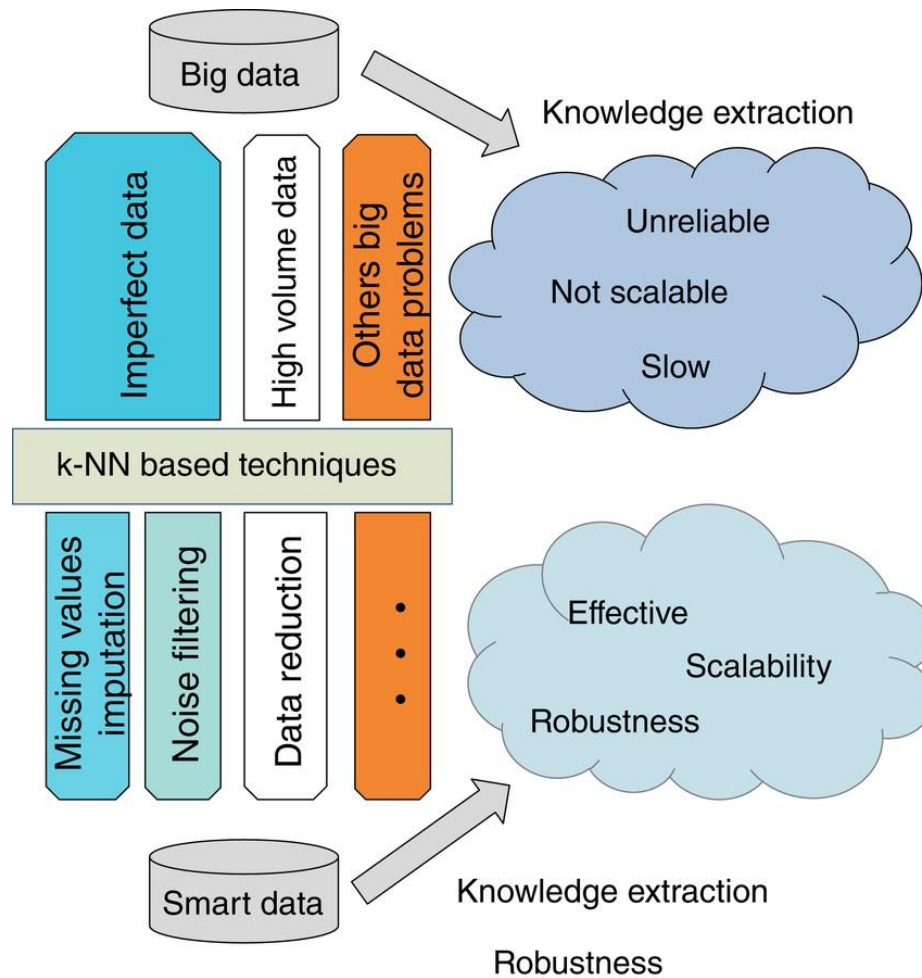 Big data
Knowledge extraction
Imperfect data
High volume data
Others big
data problems
Unreliable
Not scalable
Slow
k-NN based techniques
Missing values
imputation
Noise filtering
Data reduction
• • •
Effective
Scalability
Robustness
Smart data
Knowledge extraction
Robustness